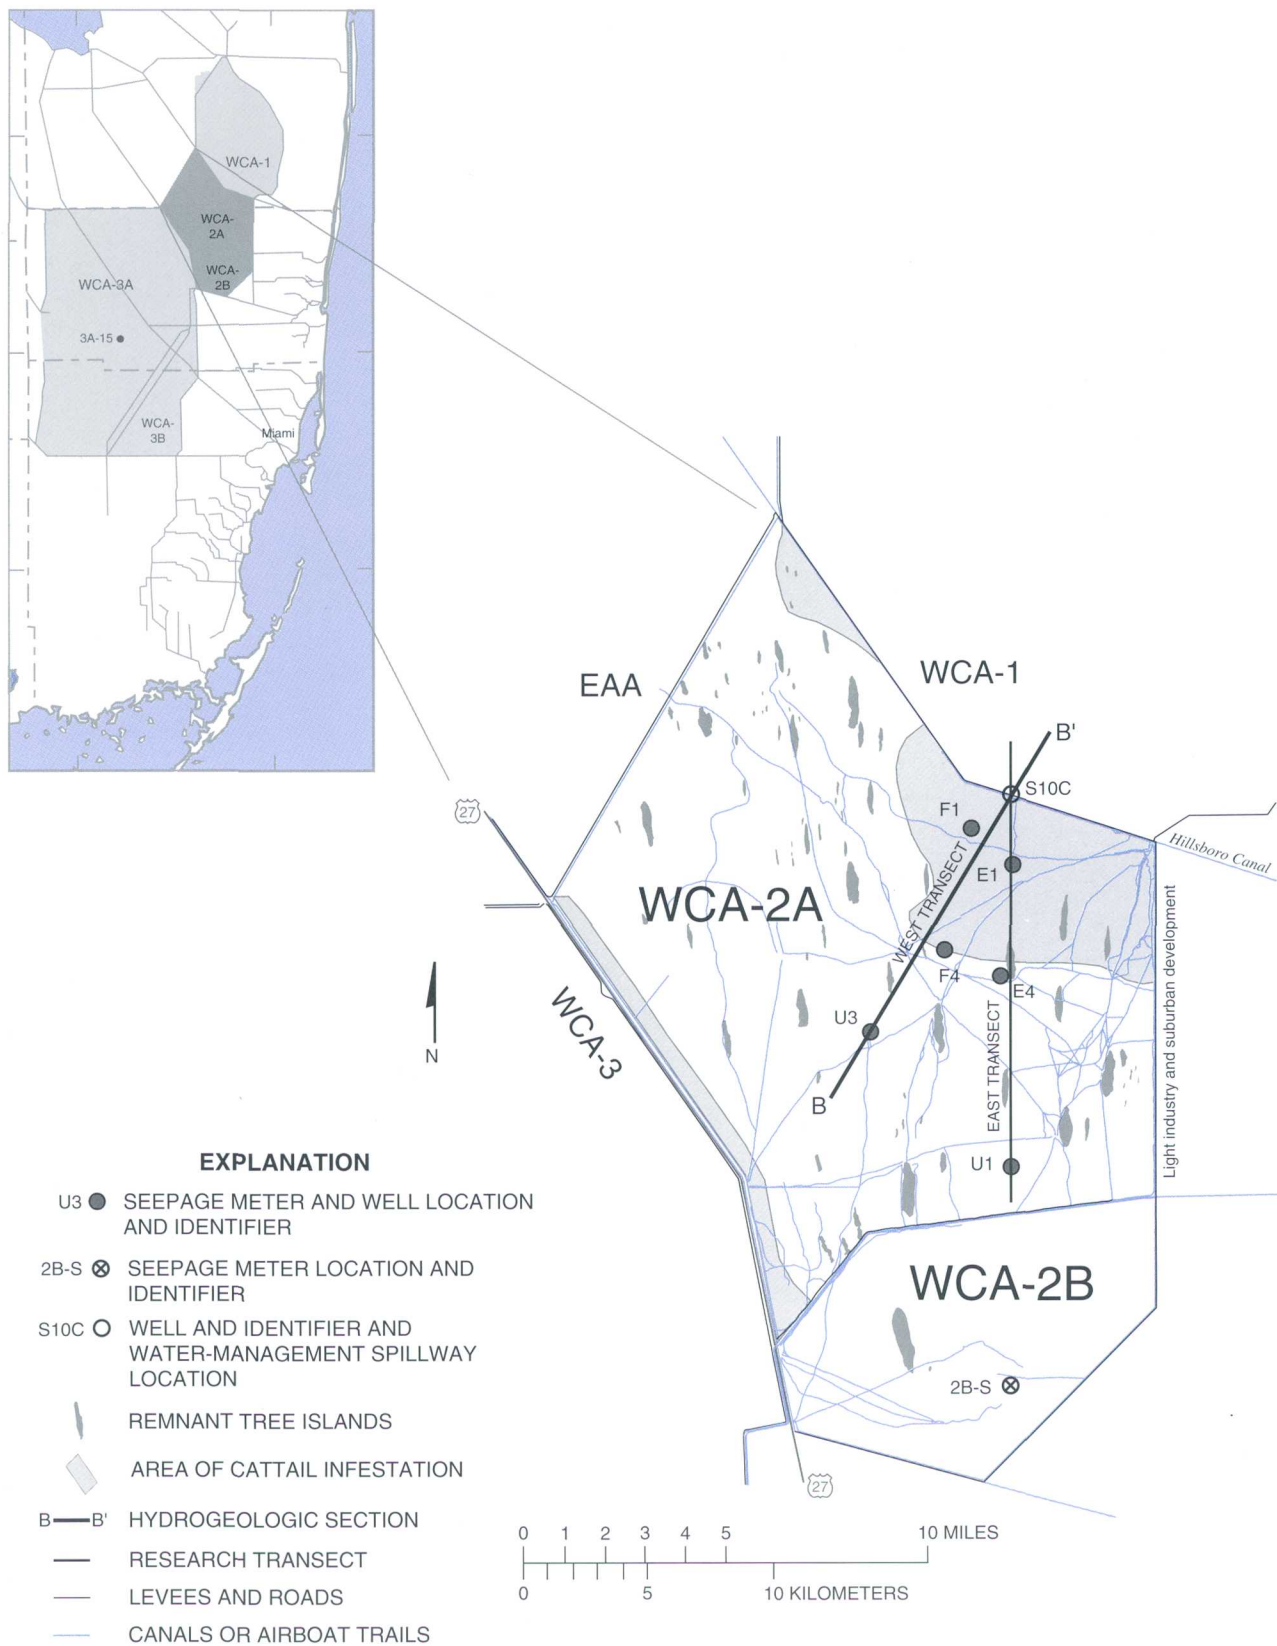 WCA-1
WCA-
2A
WCA-
2B
WCA-3A
3A-15
WCA-
3B
Miami
EAA
WCA-1
B'
S10C
27
F1
Hillsboro Canal
E1
WCA-2A
WEST TRANSECT
F4
E4
U3
WCA-3
N
EAST TRANSECT
Light industry and suburban development
B
U1
WCA-2B
2B-S
27
EXPLANATION
U3 SEEPAGE METER AND WELL LOCATION
AND IDENTIFIER
2B-S SEEPAGE METER LOCATION AND
IDENTIFIER
S10C WELL AND IDENTIFIER AND
WATER-MANAGEMENT SPILLWAY
LOCATION
REMNANT TREE ISLANDS
AREA OF CATTAIL INFESTATION
B B' HYDROGEOLOGIC SECTION
RESEARCH TRANSECT
LEVEES AND ROADS
CANALS OR AIRBOAT TRAILS
0 1 2 3 4 5 10 MILES
0 5 10 KILOMETERS